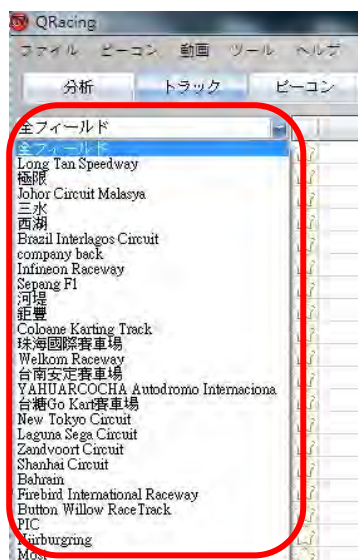 QRacing
ファイル ビーコン 動画 ツール ヘルプ
分析 トラック ビーコン
全フィールド
全フィールド
Long Tan Speedway
極限
Johor Circuit Malasya
三水
西湖
Brazil Interlagos Circuit
company back
Infineon Raceway
Sepang F1
河堤
鉅豐
Coloane Karting Track
珠海國際賽車場
Welkom Raceway
台南安定賽車場
YAHUARCOCHA Autodromo Internaciona
台糖Go Kart賽車場
New Tokyo Circuit
Laguna Sega Circuit
Zandvoort Circuit
Shanhai Circuit
Bahrain
Firebird International Raceway
Button Willow RaceTrack
PIC
Nürburgring
Most